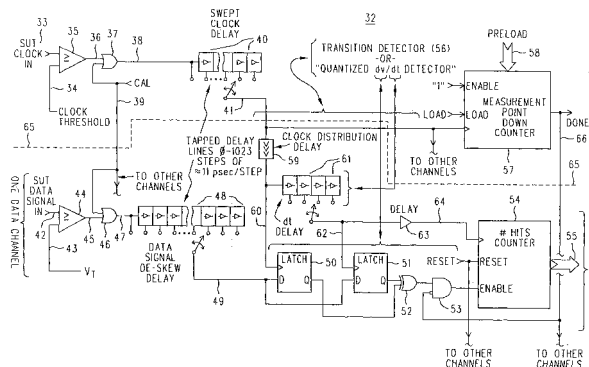 32
SWEPT
CLOCK
DELAY
40
33
SUT
CLOCK
IN
35
36
37
38
34
CAL
39
CLOCK
THRESHOLD
41
65
TRANSITION DETECTOR (56)
-OR-
"QUANTIZED dv/dt DETECTOR"
PRELOAD
58
"1"
ENABLE
LOAD
LOAD
MEASUREMENT
POINT
DOWN
COUNTER
57
DONE
66
TO OTHER
CHANNELS
65
TAPPED DELAY
LINES Ø-1023
STEPS OF
≈11 psec/STEP
CLOCK DISTRIBUTION
DELAY
59
61
TO OTHER
CHANNELS
ONE DATA CHANNEL
SUT DATA
SIGNAL
IN
42
44
45
46
47
43
VT
48
DATA
SIGNAL
DE-SKEW
DELAY
49
60
dt
DELAY
62
DELAY
63
64
54
# HITS
COUNTER
RESET
RESET
ENABLE
55
LATCH
50
D
Q
LATCH
51
D
Q
52
53
TO OTHER
CHANNELS
TO OTHER
CHANNELS